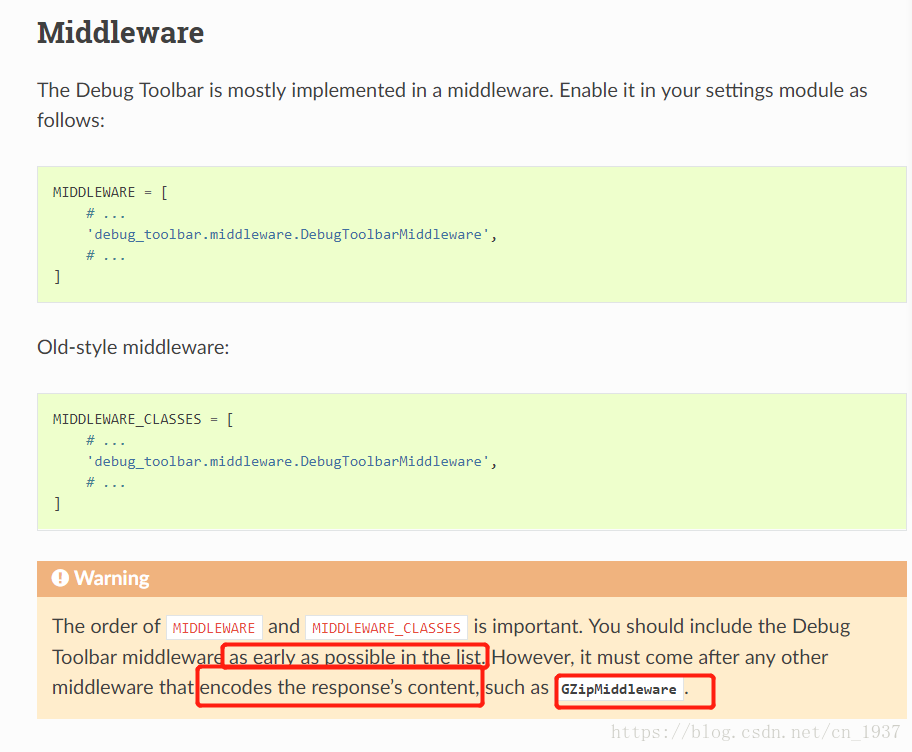 Middleware
The Debug Toolbar is mostly implemented in a middleware. Enable it in your settings module as
follows:
MIDDLEWARE = [
    # ...
    'debug_toolbar.middleware.DebugToolbarMiddleware',
    # ...
]
Old-style middleware:
MIDDLEWARE_CLASSES = [
    # ...
    'debug_toolbar.middleware.DebugToolbarMiddleware',
    # ...
]
Warning
The order of MIDDLEWARE and MIDDLEWARE_CLASSES is important. You should include the Debug
Toolbar middleware as early as possible in the list. However, it must come after any other
middleware that encodes the response’s content, such as GZipMiddleware .
https://blog.csdn.net/cn_1937